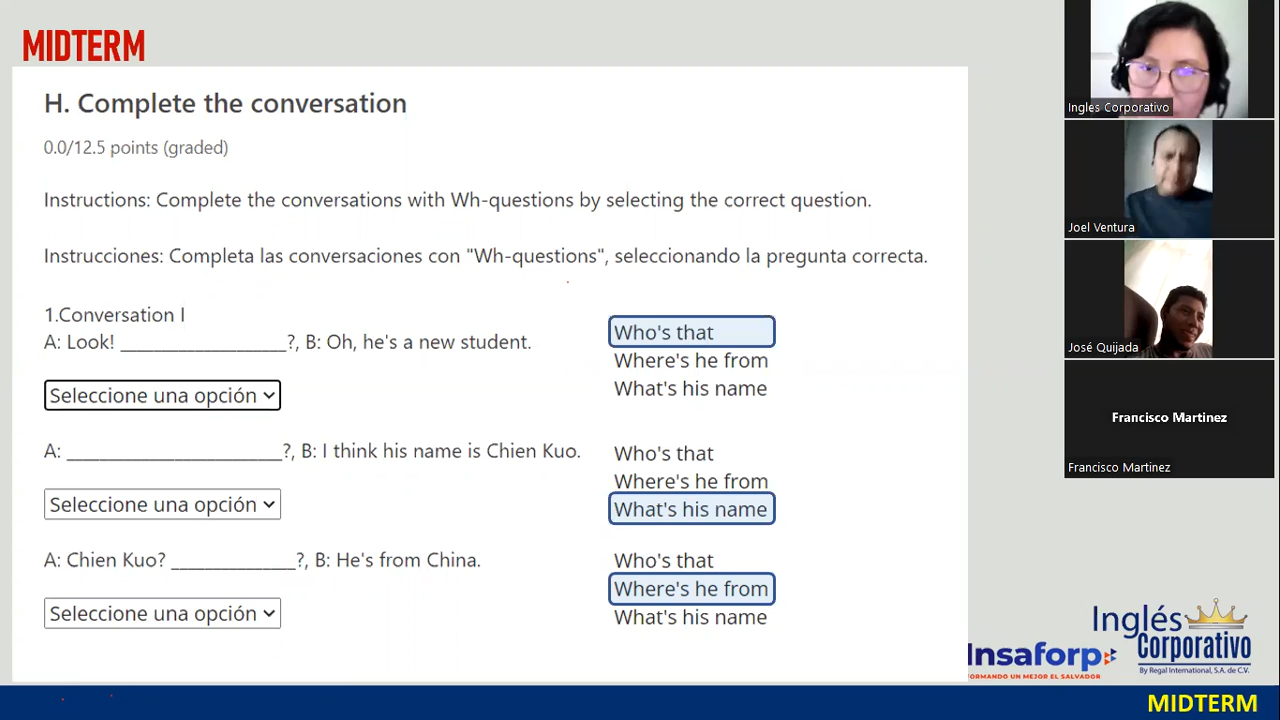 MIDTERM
H. Complete the conversation
0.0/12.5 points (graded)
Instructions: Complete the conversations with Wh-questions by selecting the correct question.
Instrucciones: Completa las conversaciones con "Wh-questions", seleccionando la pregunta correcta.
1.Conversation I
A: Look! ____________________?, B: Oh, he's a new student.
Seleccione una opción
Who's that
Where's he from
What's his name
A: __________________________?, B: I think his name is Chien Kuo.
Seleccione una opción
Who's that
Where's he from
What's his name
A: Chien Kuo? _______________?, B: He's from China.
Seleccione una opción
Who's that
Where's he from
What's his name
Ingles Corporativo
Joel Ventura
José Quijada
Francisco Martinez
Francisco Martinez
Insaforp
FORMANDO UN MEJOR EL SALVADOR
Inglés
Corporativo
By Regal International, S.A. de C.V.
MIDTERM